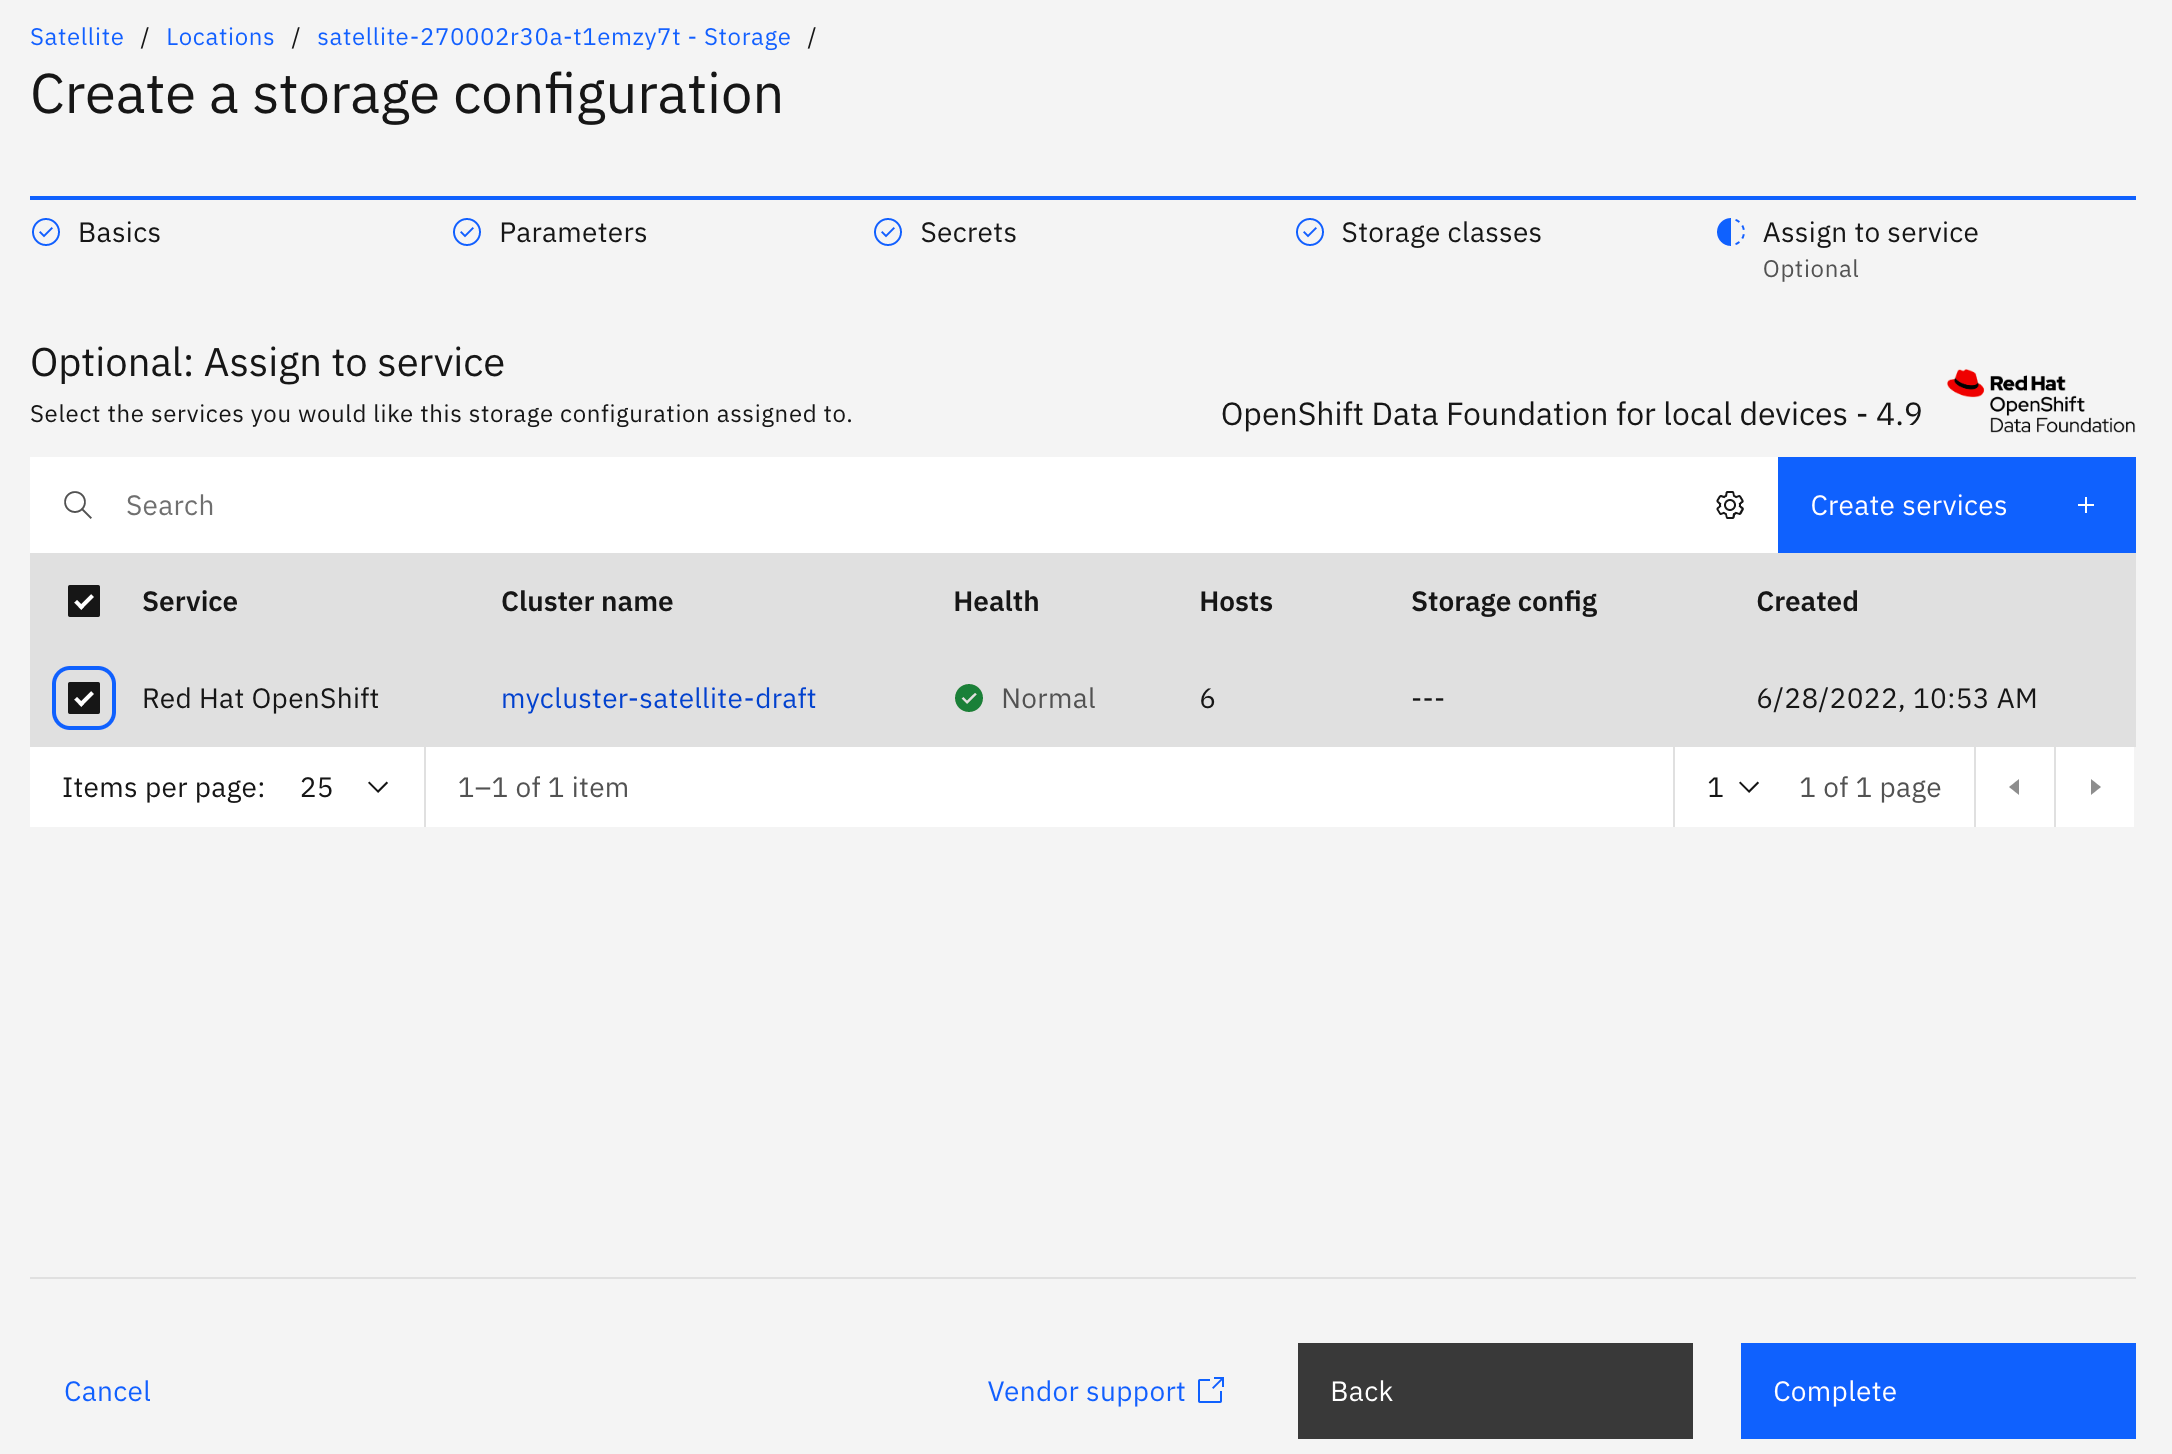 Satellite / Locations / satellite-270002r30a-t1emzy7t - Storage /
Create a storage configuration
Basics
Parameters
Secrets
Storage classes
Assign to service
Optional
Optional: Assign to service
Select the services you would like this storage configuration assigned to.
OpenShift Data Foundation for local devices - 4.9
Red Hat
OpenShift
Data Foundation
Search
Create services +
Service Cluster name Health Hosts Storage config Created
Red Hat OpenShift mycluster-satellite-draft Normal 6 --- 6/28/2022, 10:53 AM
Items per page: 25 1–1 of 1 item 1 1 of 1 page
Cancel Vendor support Back Complete